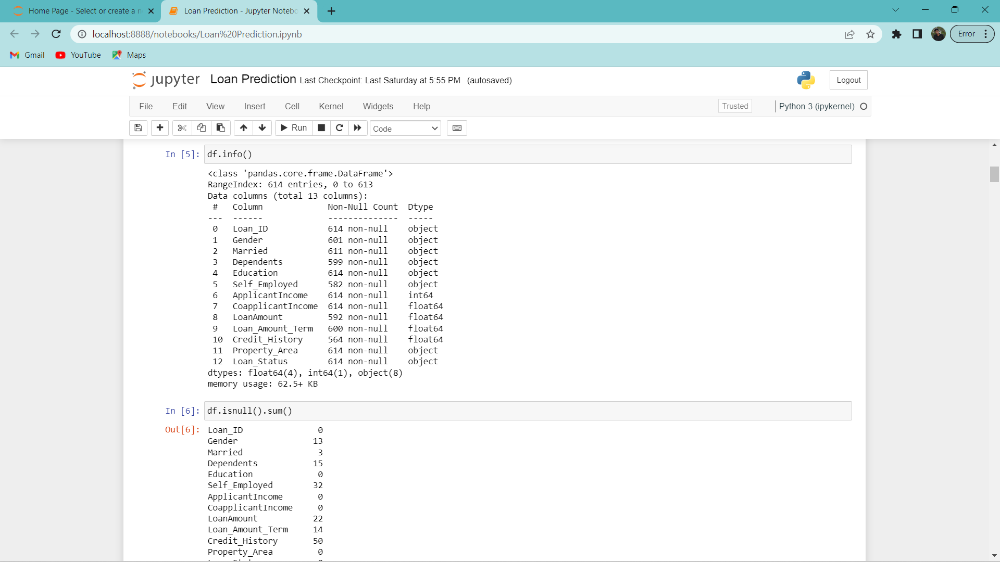 Home Page - Select or create a n
Loan Prediction - Jupyter Notebo
localhost:8888/notebooks/Loan%20Prediction.ipynb
Error
Gmail YouTube Maps
jupyter Loan Prediction Last Checkpoint: Last Saturday at 5:55 PM (autosaved)
Logout
File Edit View Insert Cell Kernel Widgets Help
Trusted
Python 3 (ipykernel)
Run
Code
In [5]: df.info()
<class 'pandas.core.frame.DataFrame'>
RangeIndex: 614 entries, 0 to 613
Data columns (total 13 columns):
# Column Non-Null Count Dtype
--- ------ -------------- -----
0 Loan_ID 614 non-null object
1 Gender 601 non-null object
2 Married 611 non-null object
3 Dependents 599 non-null object
4 Education 614 non-null object
5 Self_Employed 582 non-null object
6 ApplicantIncome 614 non-null int64
7 CoapplicantIncome 614 non-null float64
8 LoanAmount 592 non-null float64
9 Loan_Amount_Term 600 non-null float64
10 Credit_History 564 non-null float64
11 Property_Area 614 non-null object
12 Loan_Status 614 non-null object
dtypes: float64(4), int64(1), object(8)
memory usage: 62.5+ KB
In [6]: df.isnull().sum()
Out[6]: Loan_ID 0
Gender 13
Married 3
Dependents 15
Education 0
Self_Employed 32
ApplicantIncome 0
CoapplicantIncome 0
LoanAmount 22
Loan_Amount_Term 14
Credit_History 50
Property_Area 0